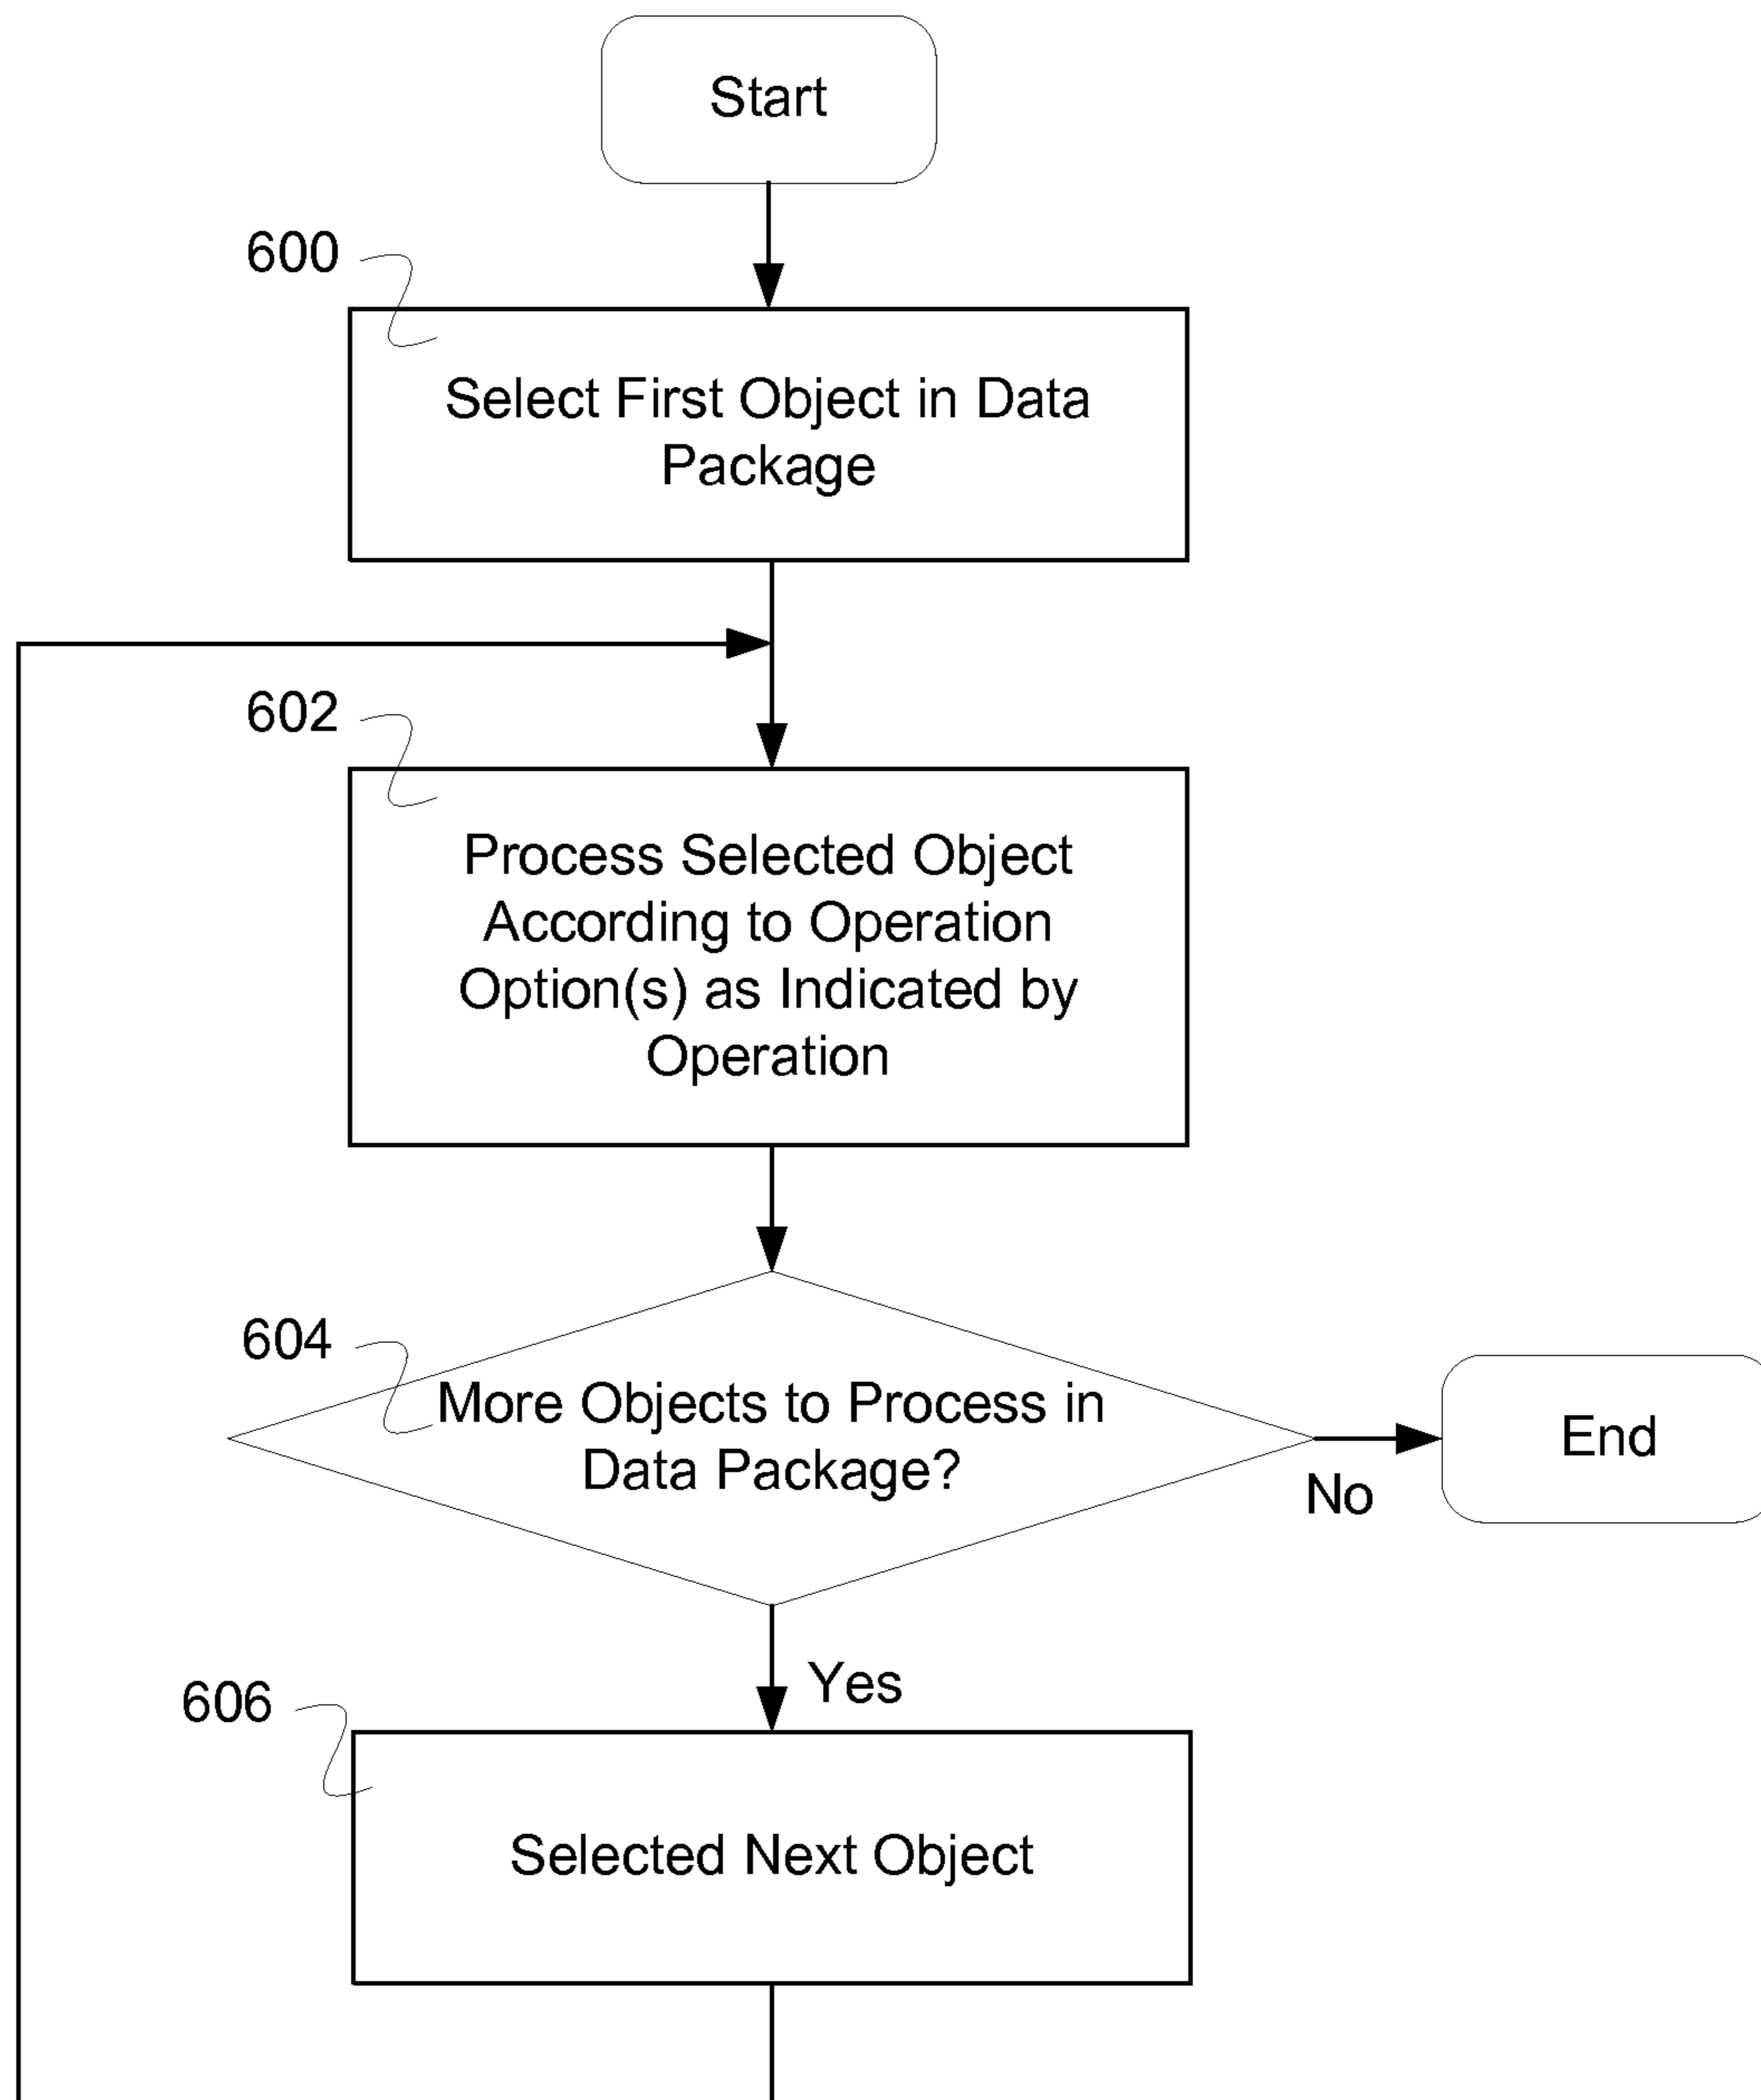 Start
600
Select First Object in Data
Package
602
Process Selected Object
According to Operation
Option(s) as Indicated by
Operation
604
More Objects to Process in
Data Package?
End
No
Yes
606
Selected Next Object